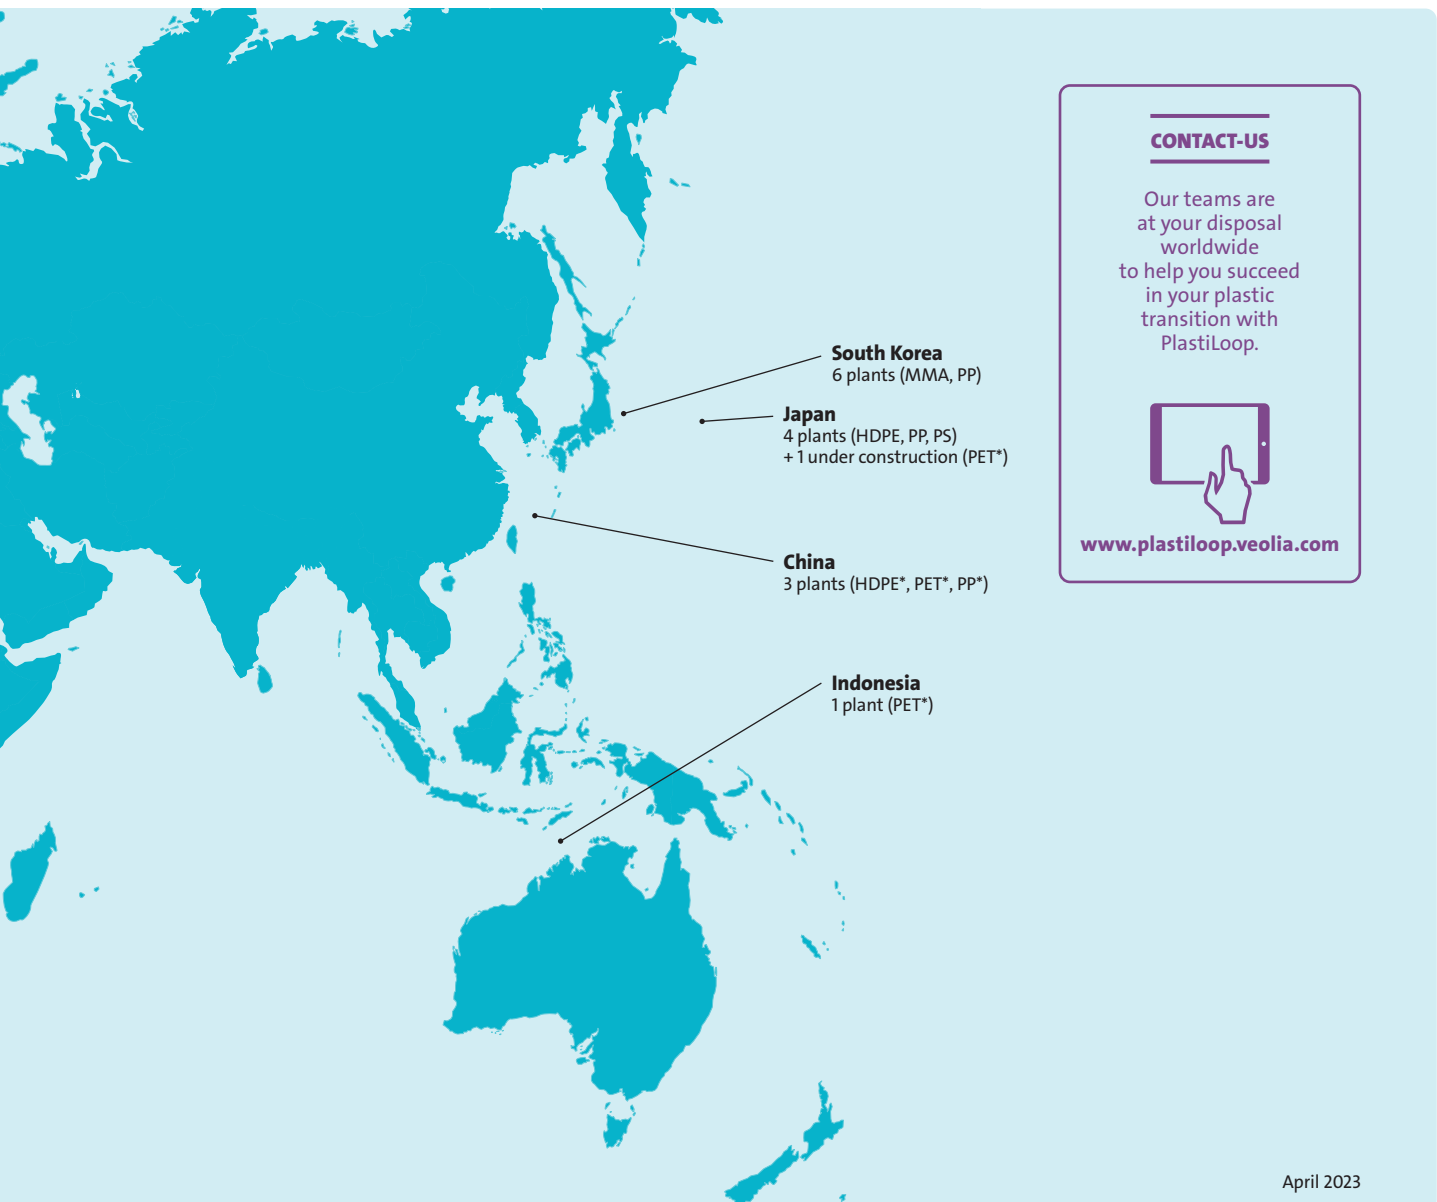 CONTACT-US
Our teams are
at your disposal
worldwide
to help you succeed
in your plastic
transition with
PlastiLoop.
www.plastiloop.veolia.com
South Korea
6 plants (MMA, PP)
Japan
4 plants (HDPE, PP, PS)
+ 1 under construction (PET*)
China
3 plants (HDPE*, PET*, PP*)
Indonesia
1 plant (PET*)
April 2023